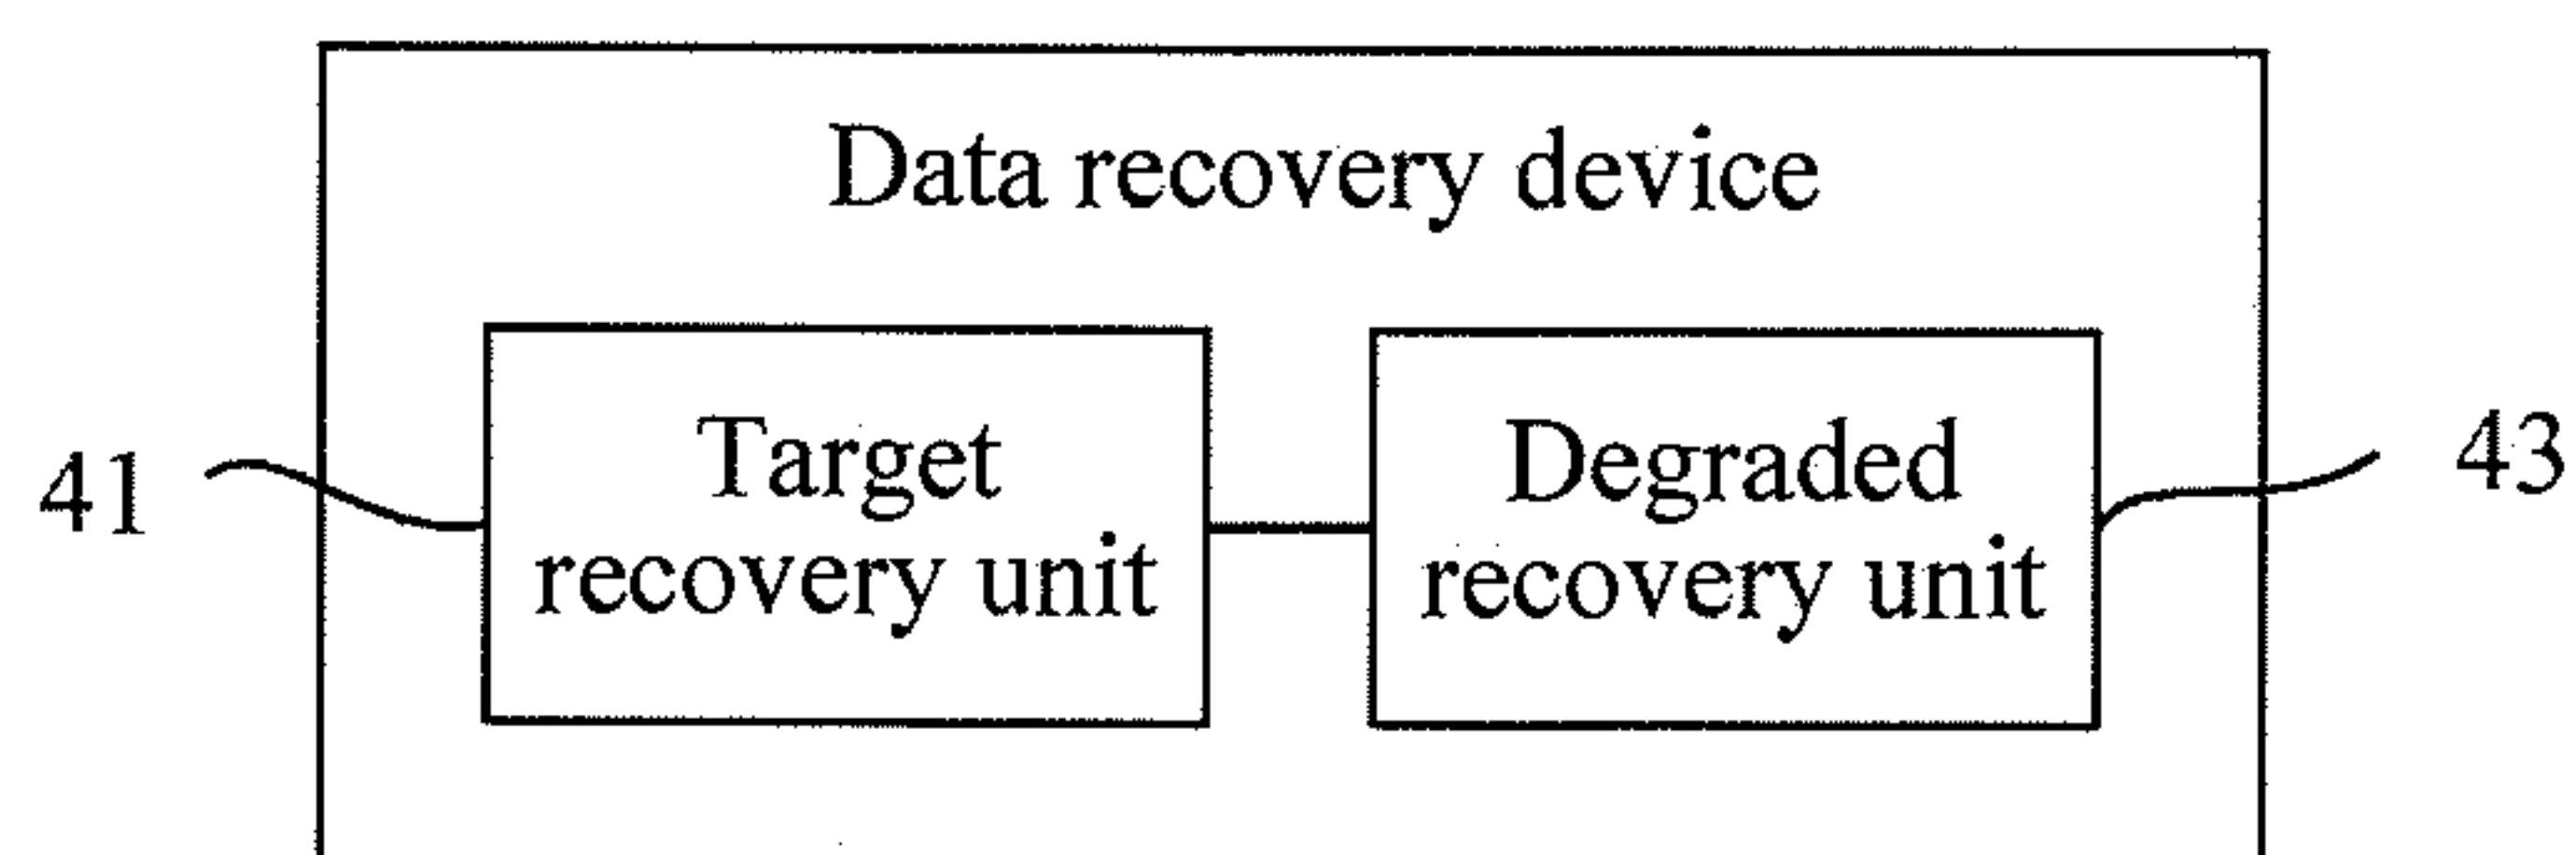 Data recovery device
Target
recovery unit
Degraded
recovery unit
41
43